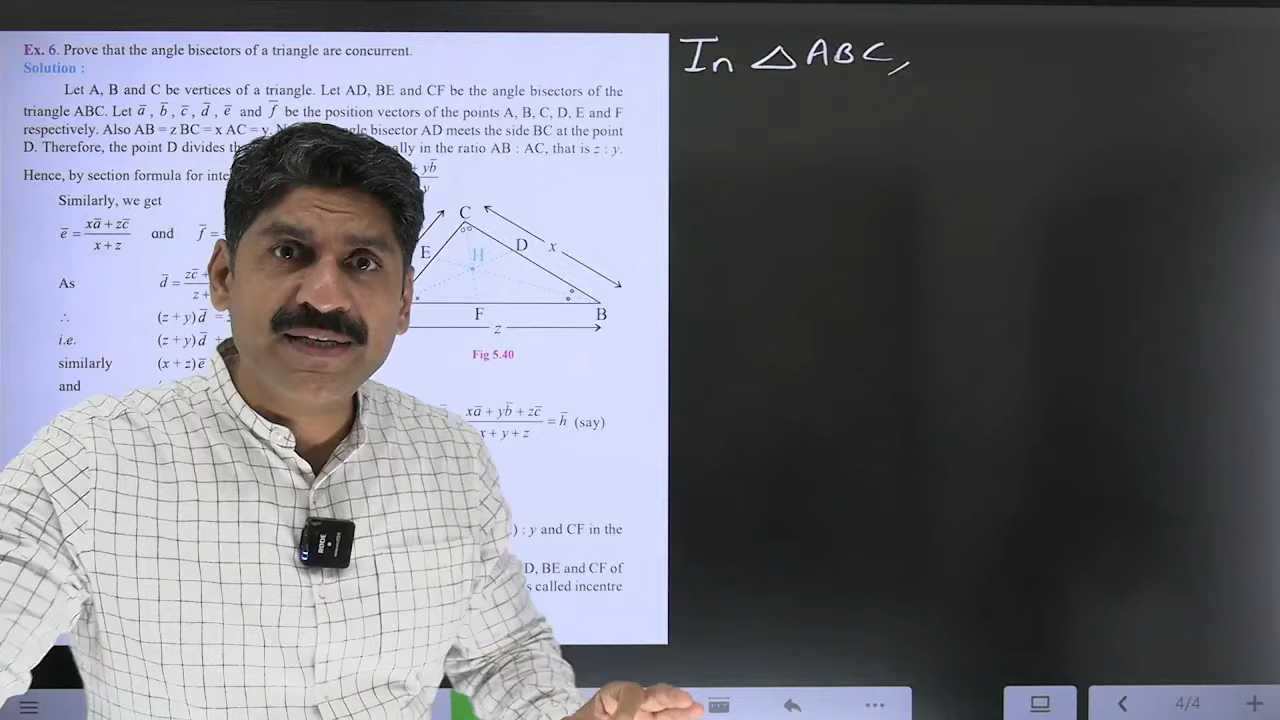 Ex. 6. Prove that the angle bisectors of a triangle are concurrent.
Solution :
Let A, B and C be vertices of a triangle. Let AD, BE and CF be the angle bisectors of the
triangle ABC. Let a̅ , b̅ , c̅ , d̅ , e̅ and f̅ be the position vectors of the points A, B, C, D, E and F
respectively. Also AB = z BC = x AC = y. gle bisector AD meets the side BC at the point
D. Therefore, the point D divides th ally in the ratio AB : AC, that is z : y.
Hence, by section formula for inte + yb̅
y
Similarly, we get
e̅ = xa̅ + zc̅ / x + z and f̅ =
As d̅ = zc̅ + / z +
∴ (z + y)d̅ =
i.e. (z + y)d̅ +
similarly (x + z)e̅
and
C
E D x
H
F B
z
Fig 5.40
xa̅ + yb̅ + zc̅ / x + y + z = h̅ (say)
) : y and CF in the
D, BE and CF of
s called incentre
In △ABC,
RODE
4/4